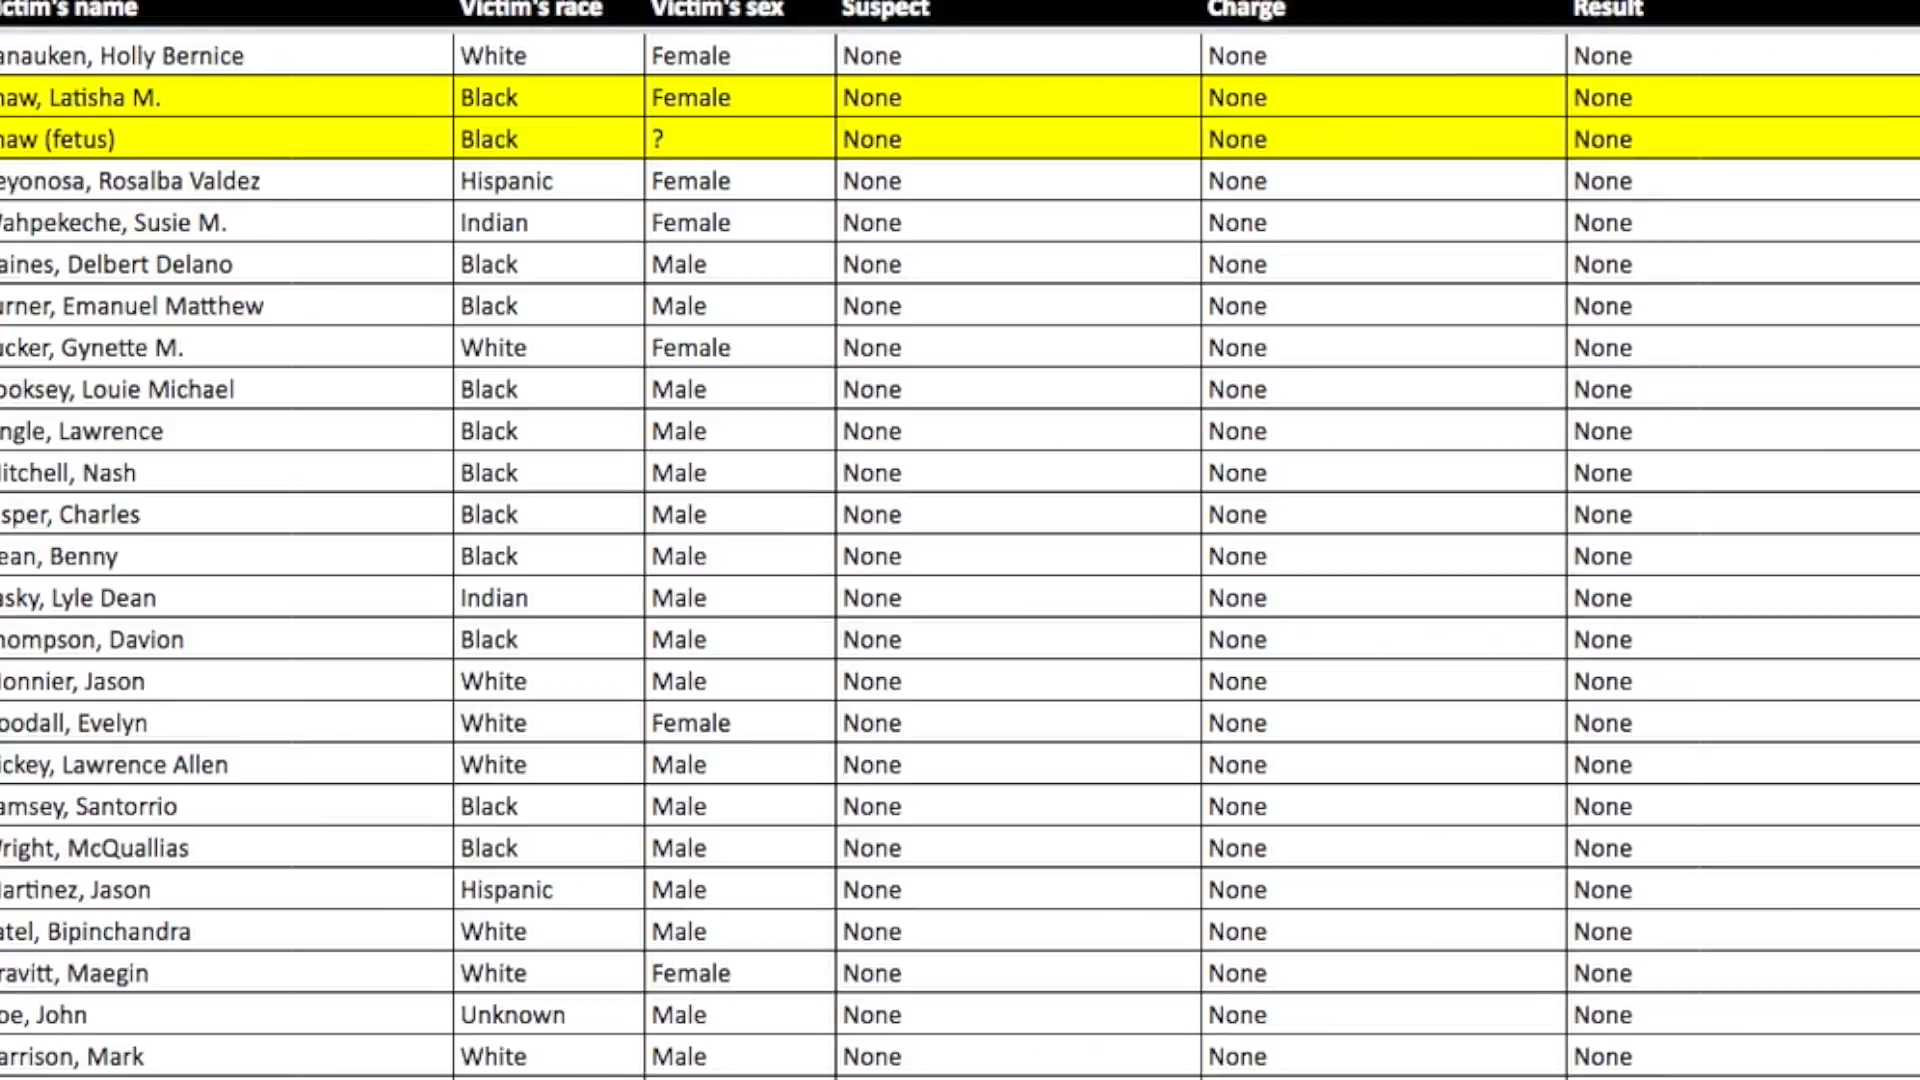 ictim's name Victim's race Victim's sex Suspect Charge Result
anauken, Holly Bernice White Female None None None
haw, Latisha M. Black Female None None None
haw (fetus) Black ? None None None
eyonosa, Rosalba Valdez Hispanic Female None None None
ahpekeche, Susie M. Indian Female None None None
aines, Delbert Delano Black Male None None None
urner, Emanuel Matthew Black Male None None None
ucker, Gynette M. White Female None None None
ooksey, Louie Michael Black Male None None None
ngle, Lawrence Black Male None None None
itchell, Nash Black Male None None None
sper, Charles Black Male None None None
ean, Benny Black Male None None None
asky, Lyle Dean Indian Male None None None
hompson, Davion Black Male None None None
onnier, Jason White Male None None None
oodall, Evelyn White Female None None None
ickey, Lawrence Allen White Male None None None
amsey, Santorrio Black Male None None None
right, McQuallias Black Male None None None
artinez, Jason Hispanic Male None None None
atel, Bipinchandra White Male None None None
ravitt, Maegin White Female None None None
oe, John Unknown Male None None None
arrison, Mark White Male None None None